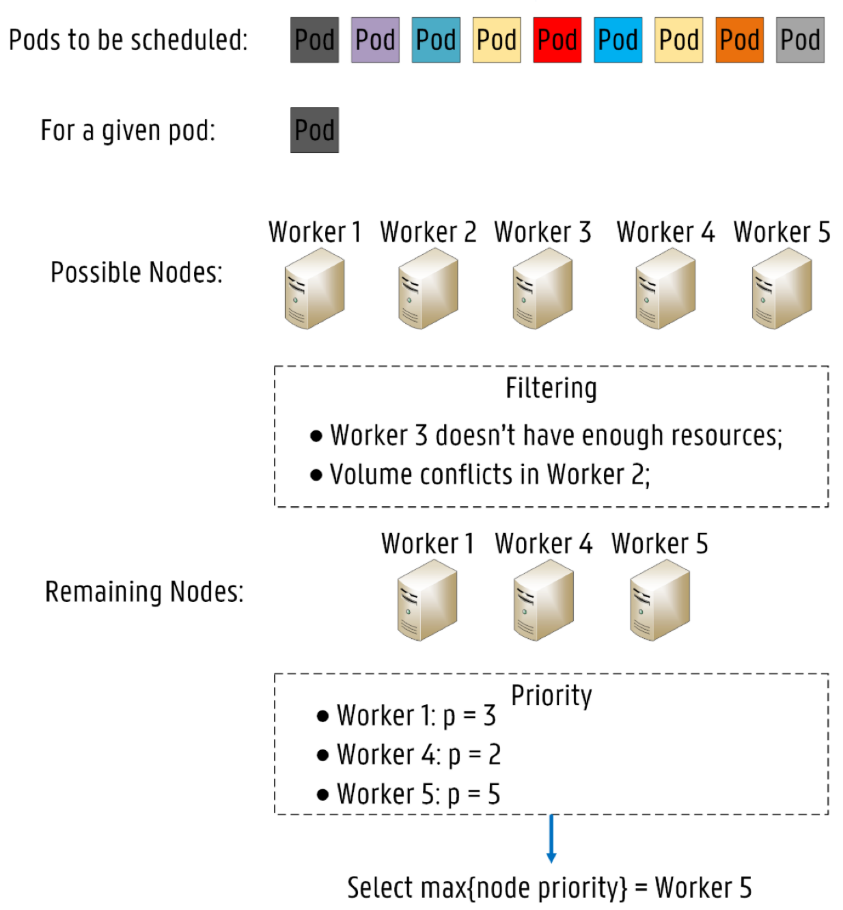 Pods to be scheduled: Pod Pod Pod Pod Pod Pod Pod Pod Pod
For a given pod: Pod
Worker 1 Worker 2 Worker 3 Worker 4 Worker 5
Possible Nodes:
Filtering
● Worker 3 doesn't have enough resources;
● Volume conflicts in Worker 2;
Worker 1 Worker 4 Worker 5
Remaining Nodes:
Priority
● Worker 1: p = 3
● Worker 4: p = 2
● Worker 5: p = 5
Select max{node priority} = Worker 5